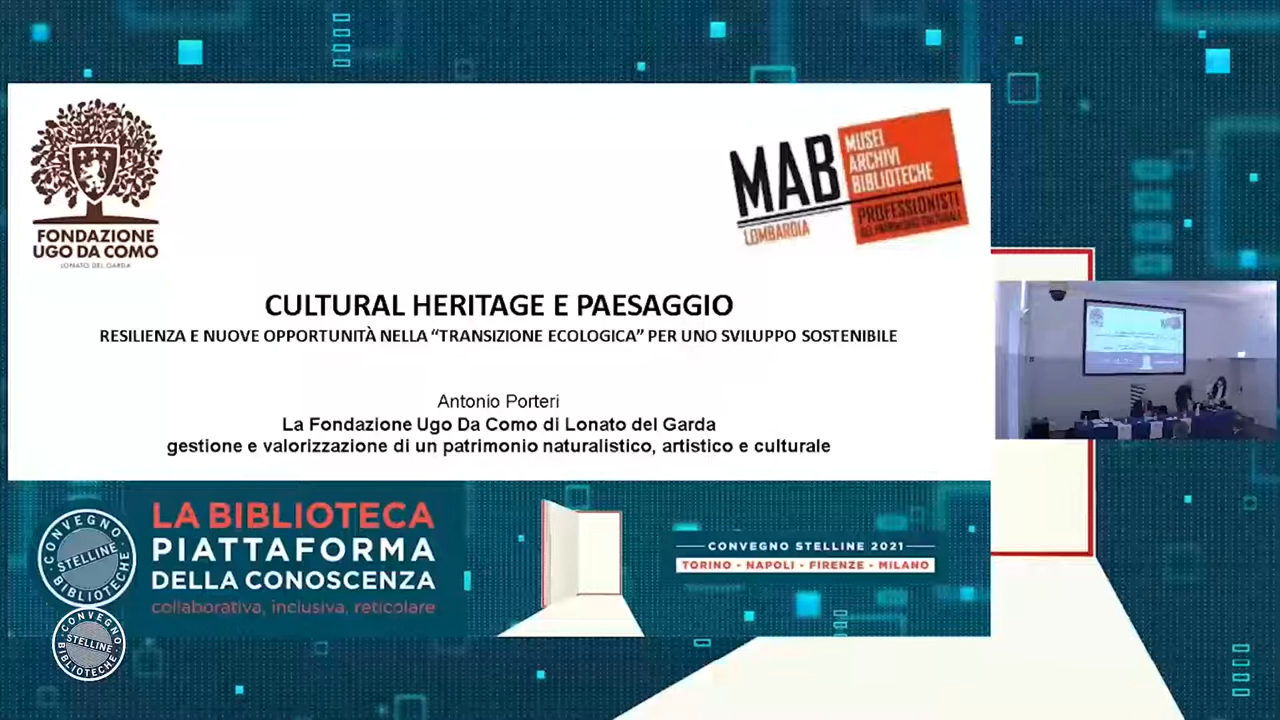 FONDAZIONE
UGO DA COMO
LONATO DEL GARDA
MAB
LOMBARDIA
MUSEI
ARCHIVI
BIBLIOTECHE
PROFESSIONISTI
DEL PATRIMONIO CULTURALE
CULTURAL HERITAGE E PAESAGGIO
RESILIENZA E NUOVE OPPORTUNITÀ NELLA “TRANSIZIONE ECOLOGICA” PER UNO SVILUPPO SOSTENIBILE
Antonio Porteri
La Fondazione Ugo Da Como di Lonato del Garda
gestione e valorizzazione di un patrimonio naturalistico, artistico e culturale
CONVEGNO
STELLINE
BIBLIOTECHE
LA BIBLIOTECA
PIATTAFORMA
DELLA CONOSCENZA
collaborativa, inclusiva, reticolare
CONVEGNO STELLINE 2021
TORINO - NAPOLI - FIRENZE - MILANO
CONVEGNO
STELLINE
BIBLIOTECHE